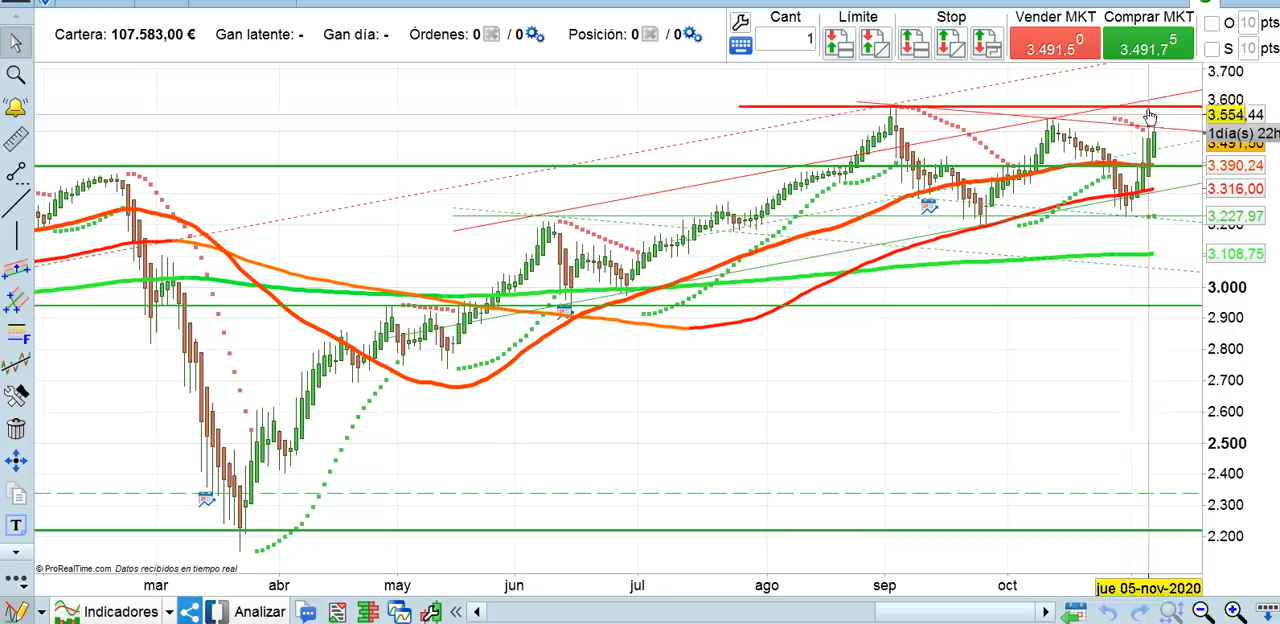 Cartera: 107.583,00 € Gan latente: - Gan día: - Órdenes: 0 / 0 Posición: 0 / 0
Cant
1
Límite
Stop
Vender MKT
3.491,5 0
Comprar MKT
3.491,7 5
O 10 pts
S 10 pts
3.700
3.600
3.554,44
1día(s) 22h
3.390,24
3.316,00
3.227,97
3.108,75
3.000
2.900
2.800
2.700
2.600
2.500
2.400
2.300
2.200
© ProRealTime.com Datos recibidos en tiempo real
mar abr may jun jul ago sep oct jue 05-nov-2020
Indicadores Analizar
T
F